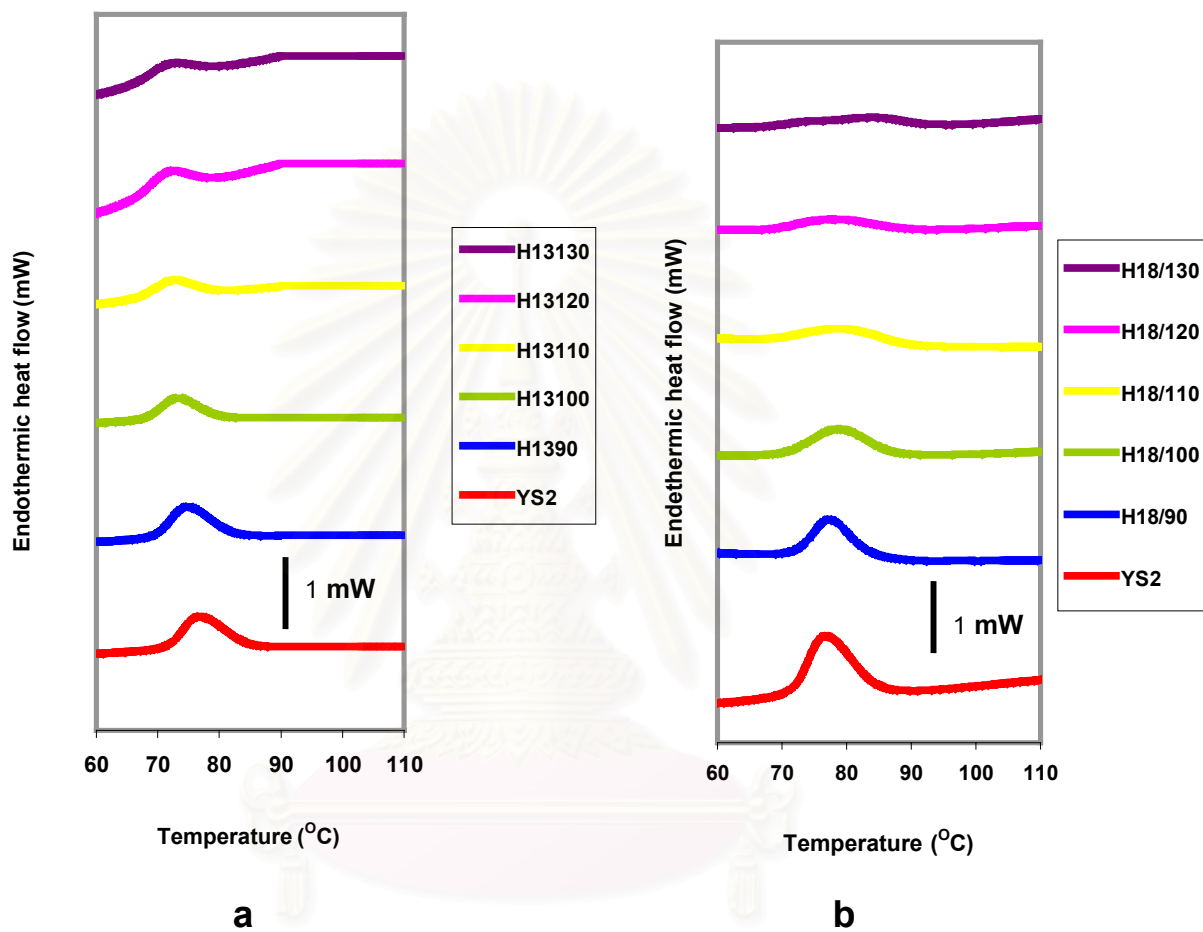 Endothermic heat flow (mW)
H13130
H13120
H13110
H13100
H1390
YS2
1 mW
60 70 80 90 100 110
Temperature (OC)
a
Endethermic heat flow (mW)
H18/130
H18/120
H18/110
H18/100
H18/90
YS2
1 mW
60 70 80 90 100 110
Temperature (OC)
b